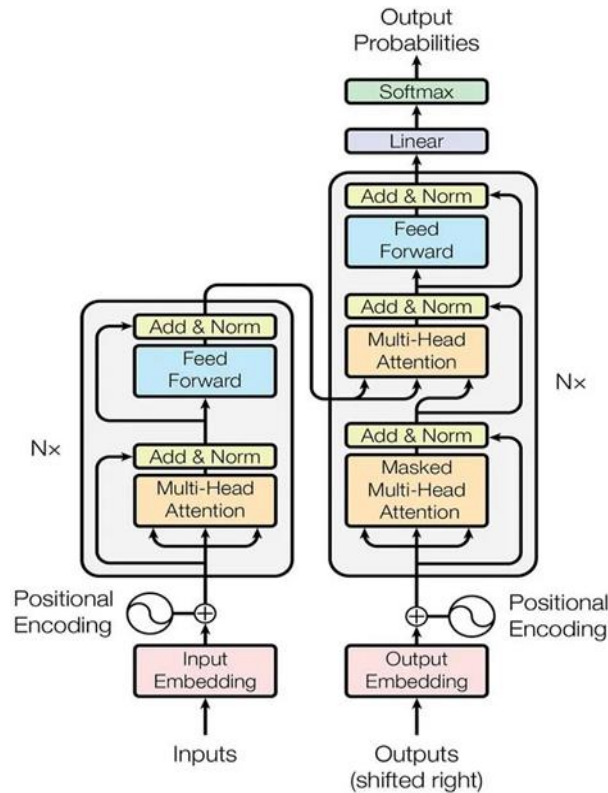 Output
Probabilities
Softmax
Linear
Add & Norm
Feed
Forward
Add & Norm
Multi-Head
Attention
Add & Norm
Masked
Multi-Head
Attention
N×
Add & Norm
Feed
Forward
N×
Add & Norm
Multi-Head
Attention
Positional
Encoding
Positional
Encoding
Input
Embedding
Output
Embedding
Inputs
Outputs
(shifted right)